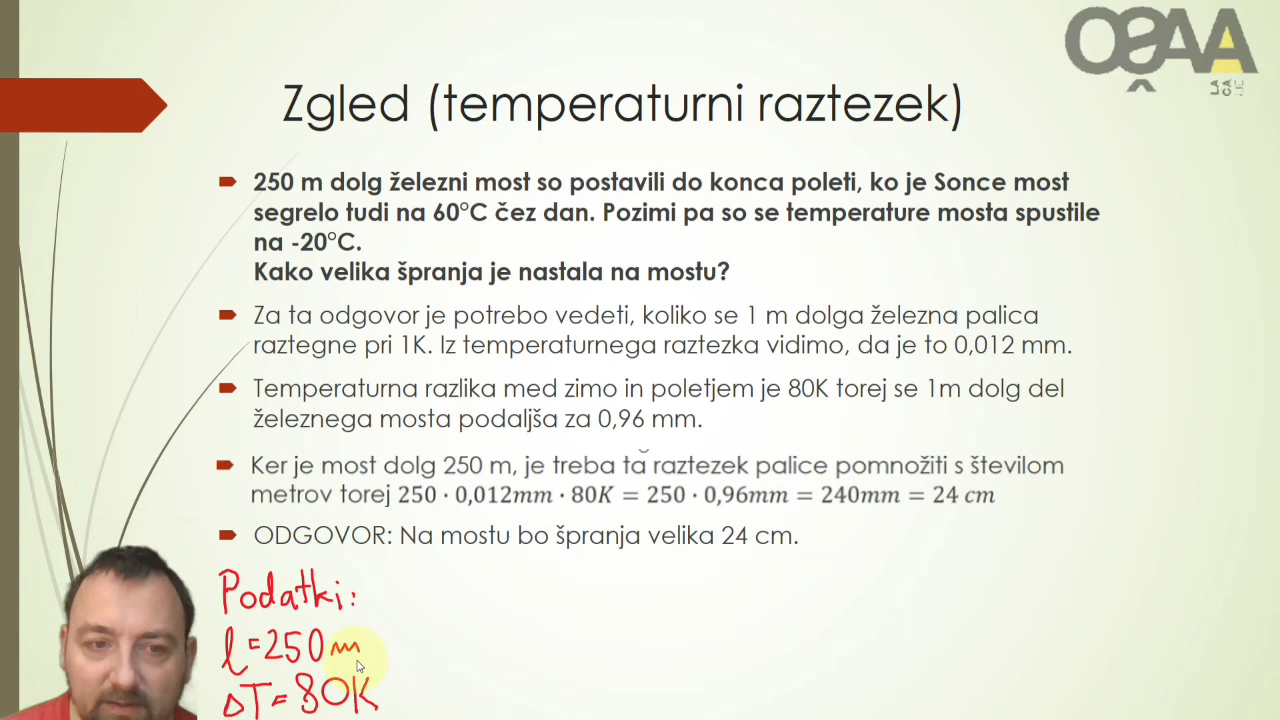 Zgled (temperaturni raztezek)
250 m dolg železni most so postavili do konca poleti, ko je Sonce most
segrelo tudi na 60°C čez dan. Pozimi pa so se temperature mosta spustile
na -20°C.
Kako velika špranja je nastala na mostu?
Za ta odgovor je potrebo vedeti, koliko se 1 m dolga železna palica
raztegne pri 1K. Iz temperaturnega raztezka vidimo, da je to 0,012 mm.
Temperaturna razlika med zimo in poletjem je 80K torej se 1m dolg del
železnega mosta podaljša za 0,96 mm.
Ker je most dolg 250 m, je treba ta raztezek palice pomnožiti s številom
metrov torej 250 · 0,012mm · 80K = 250 · 0,96mm = 240mm = 24 cm
ODGOVOR: Na mostu bo špranja velika 24 cm.
Podatki:
l=250m
ΔT=80K